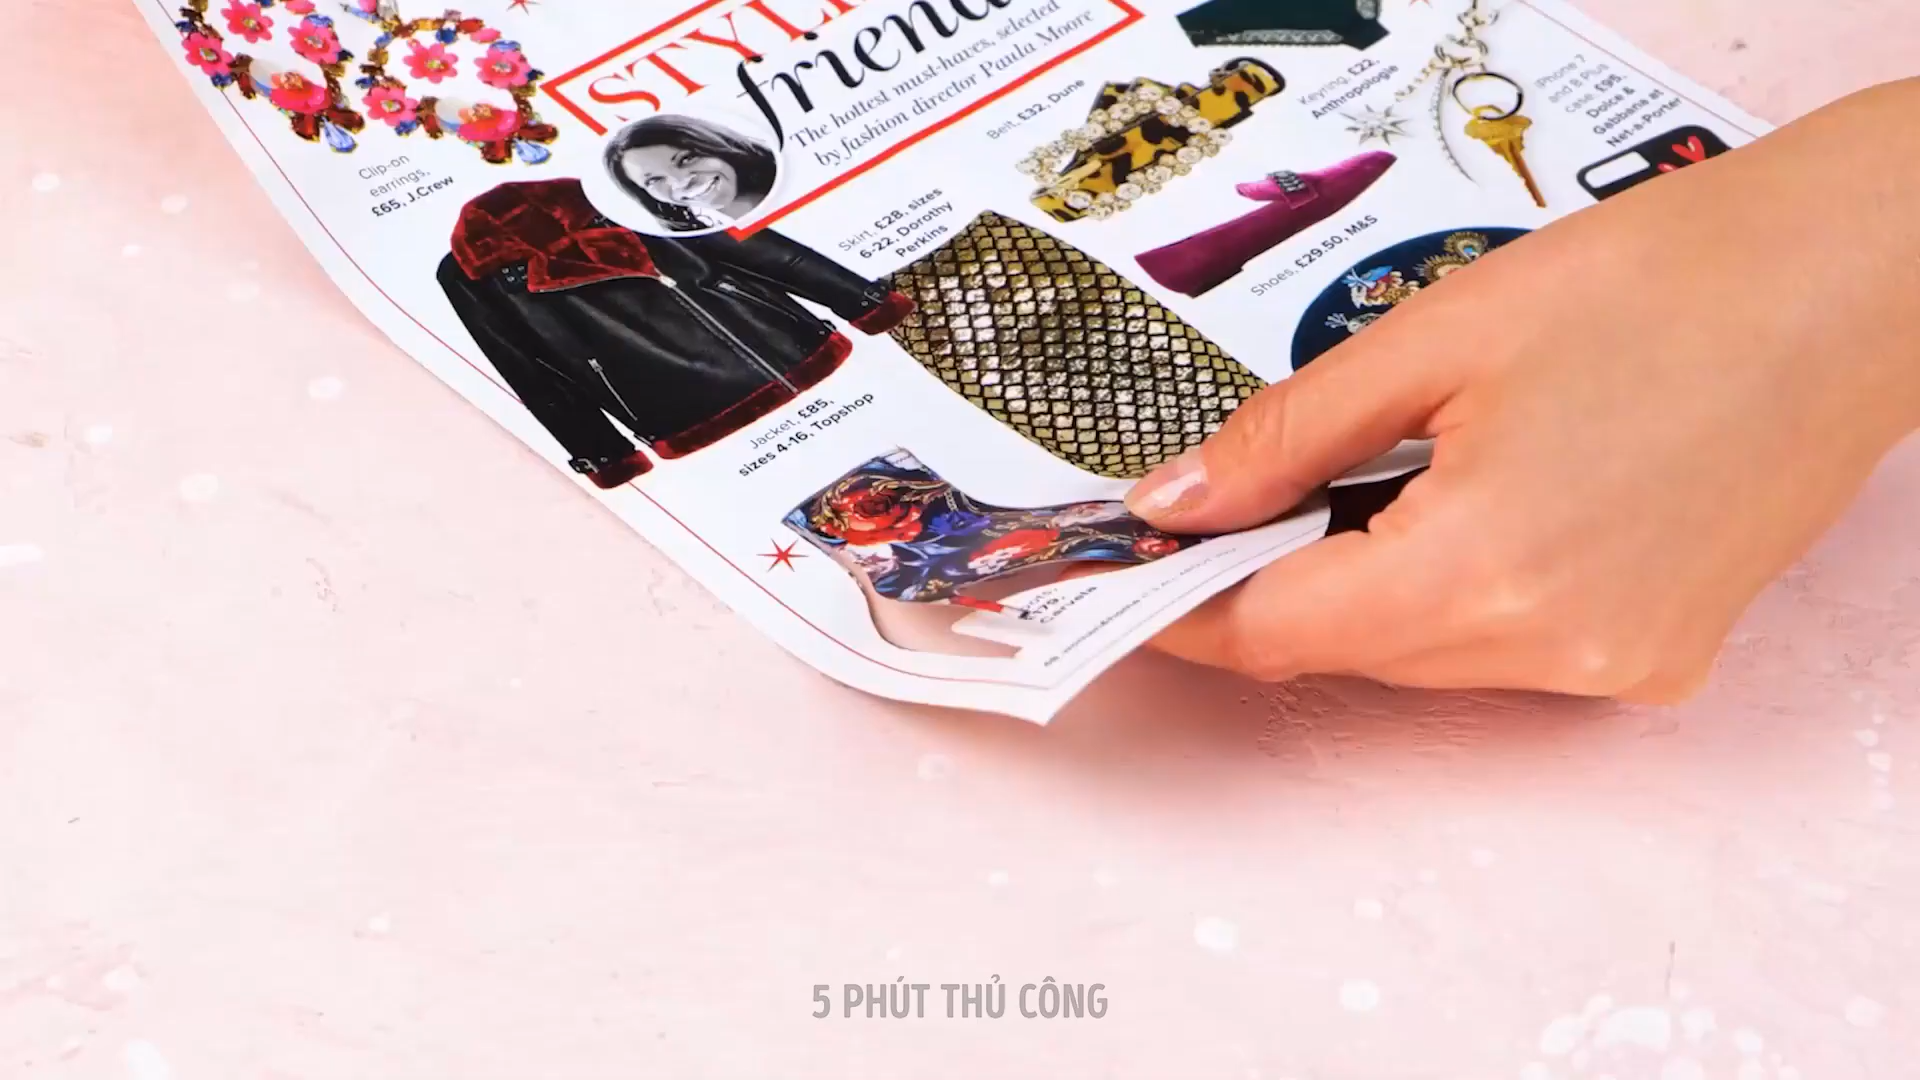 friend
The hottest must-haves, selected
by fashion director Paula Moore
Clip-on
earrings,
£65, J.Crew
Belt, £32, Dune
Keyring, £22,
Anthropologie
iPhone 7
and 8 Plus
case, £95,
Dolce &
Gabbana at
Net-a-Porter
Skirt, £28, sizes
6-22, Dorothy
Perkins
Shoes, £29.50, M&S
Jacket, £85,
sizes 4-16, Topshop
£179,
Carvela
5 PHÚT THỦ CÔNG